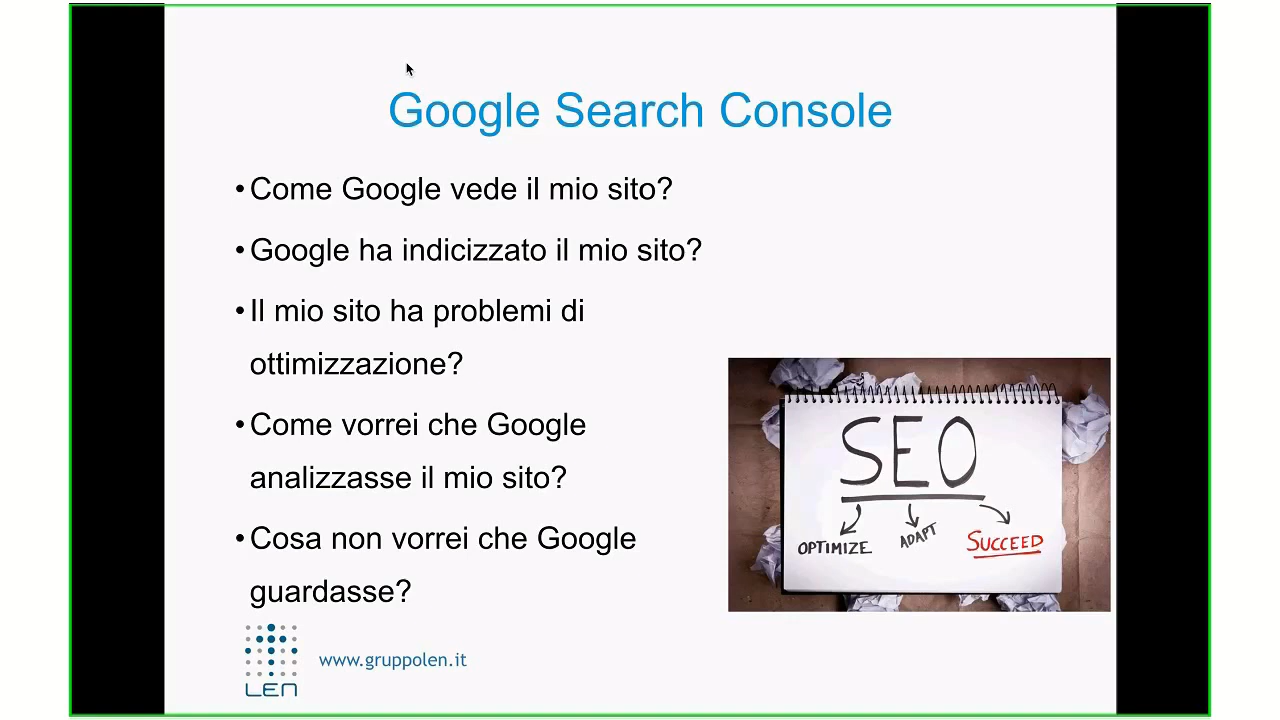 Google Search Console
•Come Google vede il mio sito?
•Google ha indicizzato il mio sito?
•Il mio sito ha problemi di
ottimizzazione?
•Come vorrei che Google
analizzasse il mio sito?
•Cosa non vorrei che Google
guardasse?
SEO
OPTIMIZE
ADAPT
SUCCEED
www.gruppolen.it
LEN